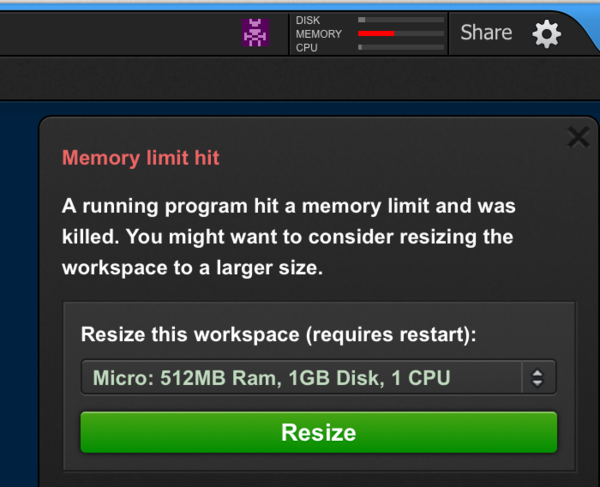 DISK
MEMORY
CPU
Share
Memory limit hit
A running program hit a memory limit and was
killed. You might want to consider resizing the
workspace to a larger size.
Resize this workspace (requires restart):
Micro: 512MB Ram, 1GB Disk, 1 CPU
Resize